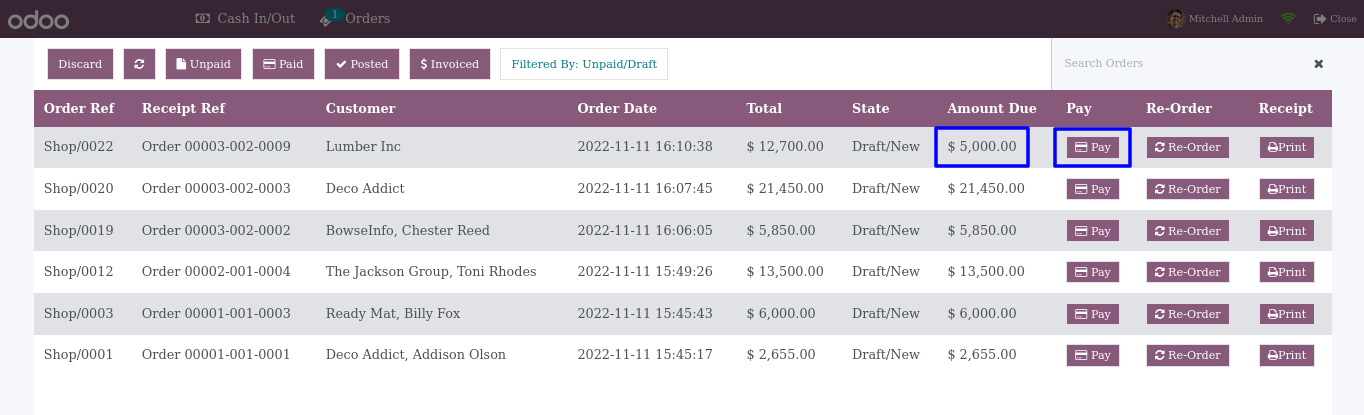 odoo Cash In/Out 1 Orders Mitchell Admin Close
Discard Unpaid Paid Posted $ Invoiced Filtered By: Unpaid/Draft Search Orders
Order Ref Receipt Ref Customer Order Date Total State Amount Due Pay Re-Order Receipt
Shop/0022 Order 00003-002-0009 Lumber Inc 2022-11-11 16:10:38 $ 12,700.00 Draft/New $ 5,000.00 Pay Re-Order Print
Shop/0020 Order 00003-002-0003 Deco Addict 2022-11-11 16:07:45 $ 21,450.00 Draft/New $ 21,450.00 Pay Re-Order Print
Shop/0019 Order 00003-002-0002 BowseInfo, Chester Reed 2022-11-11 16:06:05 $ 5,850.00 Draft/New $ 5,850.00 Pay Re-Order Print
Shop/0012 Order 00002-001-0004 The Jackson Group, Toni Rhodes 2022-11-11 15:49:26 $ 13,500.00 Draft/New $ 13,500.00 Pay Re-Order Print
Shop/0003 Order 00001-001-0003 Ready Mat, Billy Fox 2022-11-11 15:45:43 $ 6,000.00 Draft/New $ 6,000.00 Pay Re-Order Print
Shop/0001 Order 00001-001-0001 Deco Addict, Addison Olson 2022-11-11 15:45:17 $ 2,655.00 Draft/New $ 2,655.00 Pay Re-Order Print